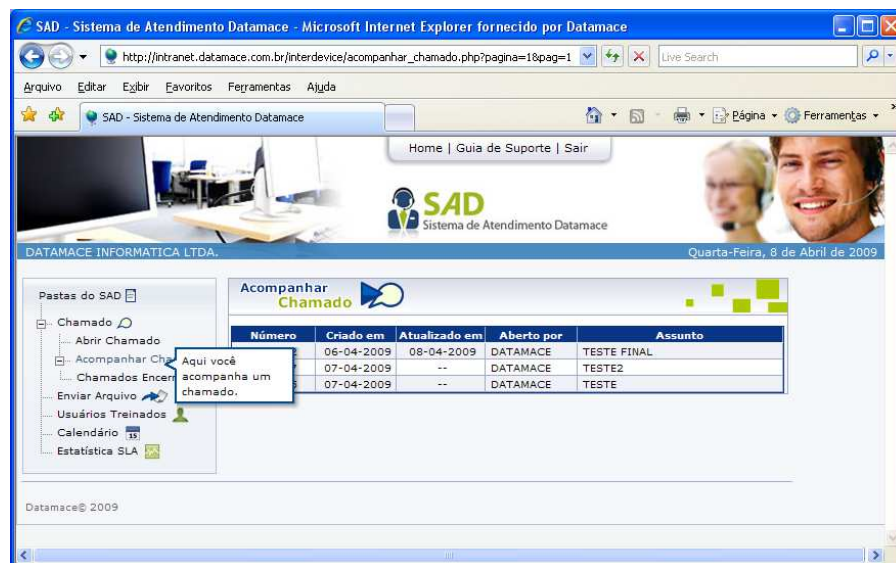 SAD - Sistema de Atendimento Datamace - Microsoft Internet Explorer fornecido por Datamace
http://intranet.datamace.com.br/interdevice/acompanhar_chamado.php?pagina=1&pag=1
Live Search
Arquivo Editar Exibir Favoritos Ferramentas Ajuda
SAD - Sistema de Atendimento Datamace
Página
Ferramentas
Home | Guia de Suporte | Sair
SAD
Sistema de Atendimento Datamace
DATAMACE INFORMATICA LTDA.
Quarta-Feira, 8 de Abril de 2009
Pastas do SAD
Chamado
Abrir Chamado
Acompanhar Cha
Chamados Encerr
Enviar Arquivo
Usuários Treinados
Calendário 15
Estatística SLA
Aqui você
acompanha um
chamado.
Acompanhar
Chamado
Número Criado em Atualizado em Aberto por Assunto
06-04-2009 08-04-2009 DATAMACE TESTE FINAL
07-04-2009 -- DATAMACE TESTE2
07-04-2009 -- DATAMACE TESTE
Datamace© 2009